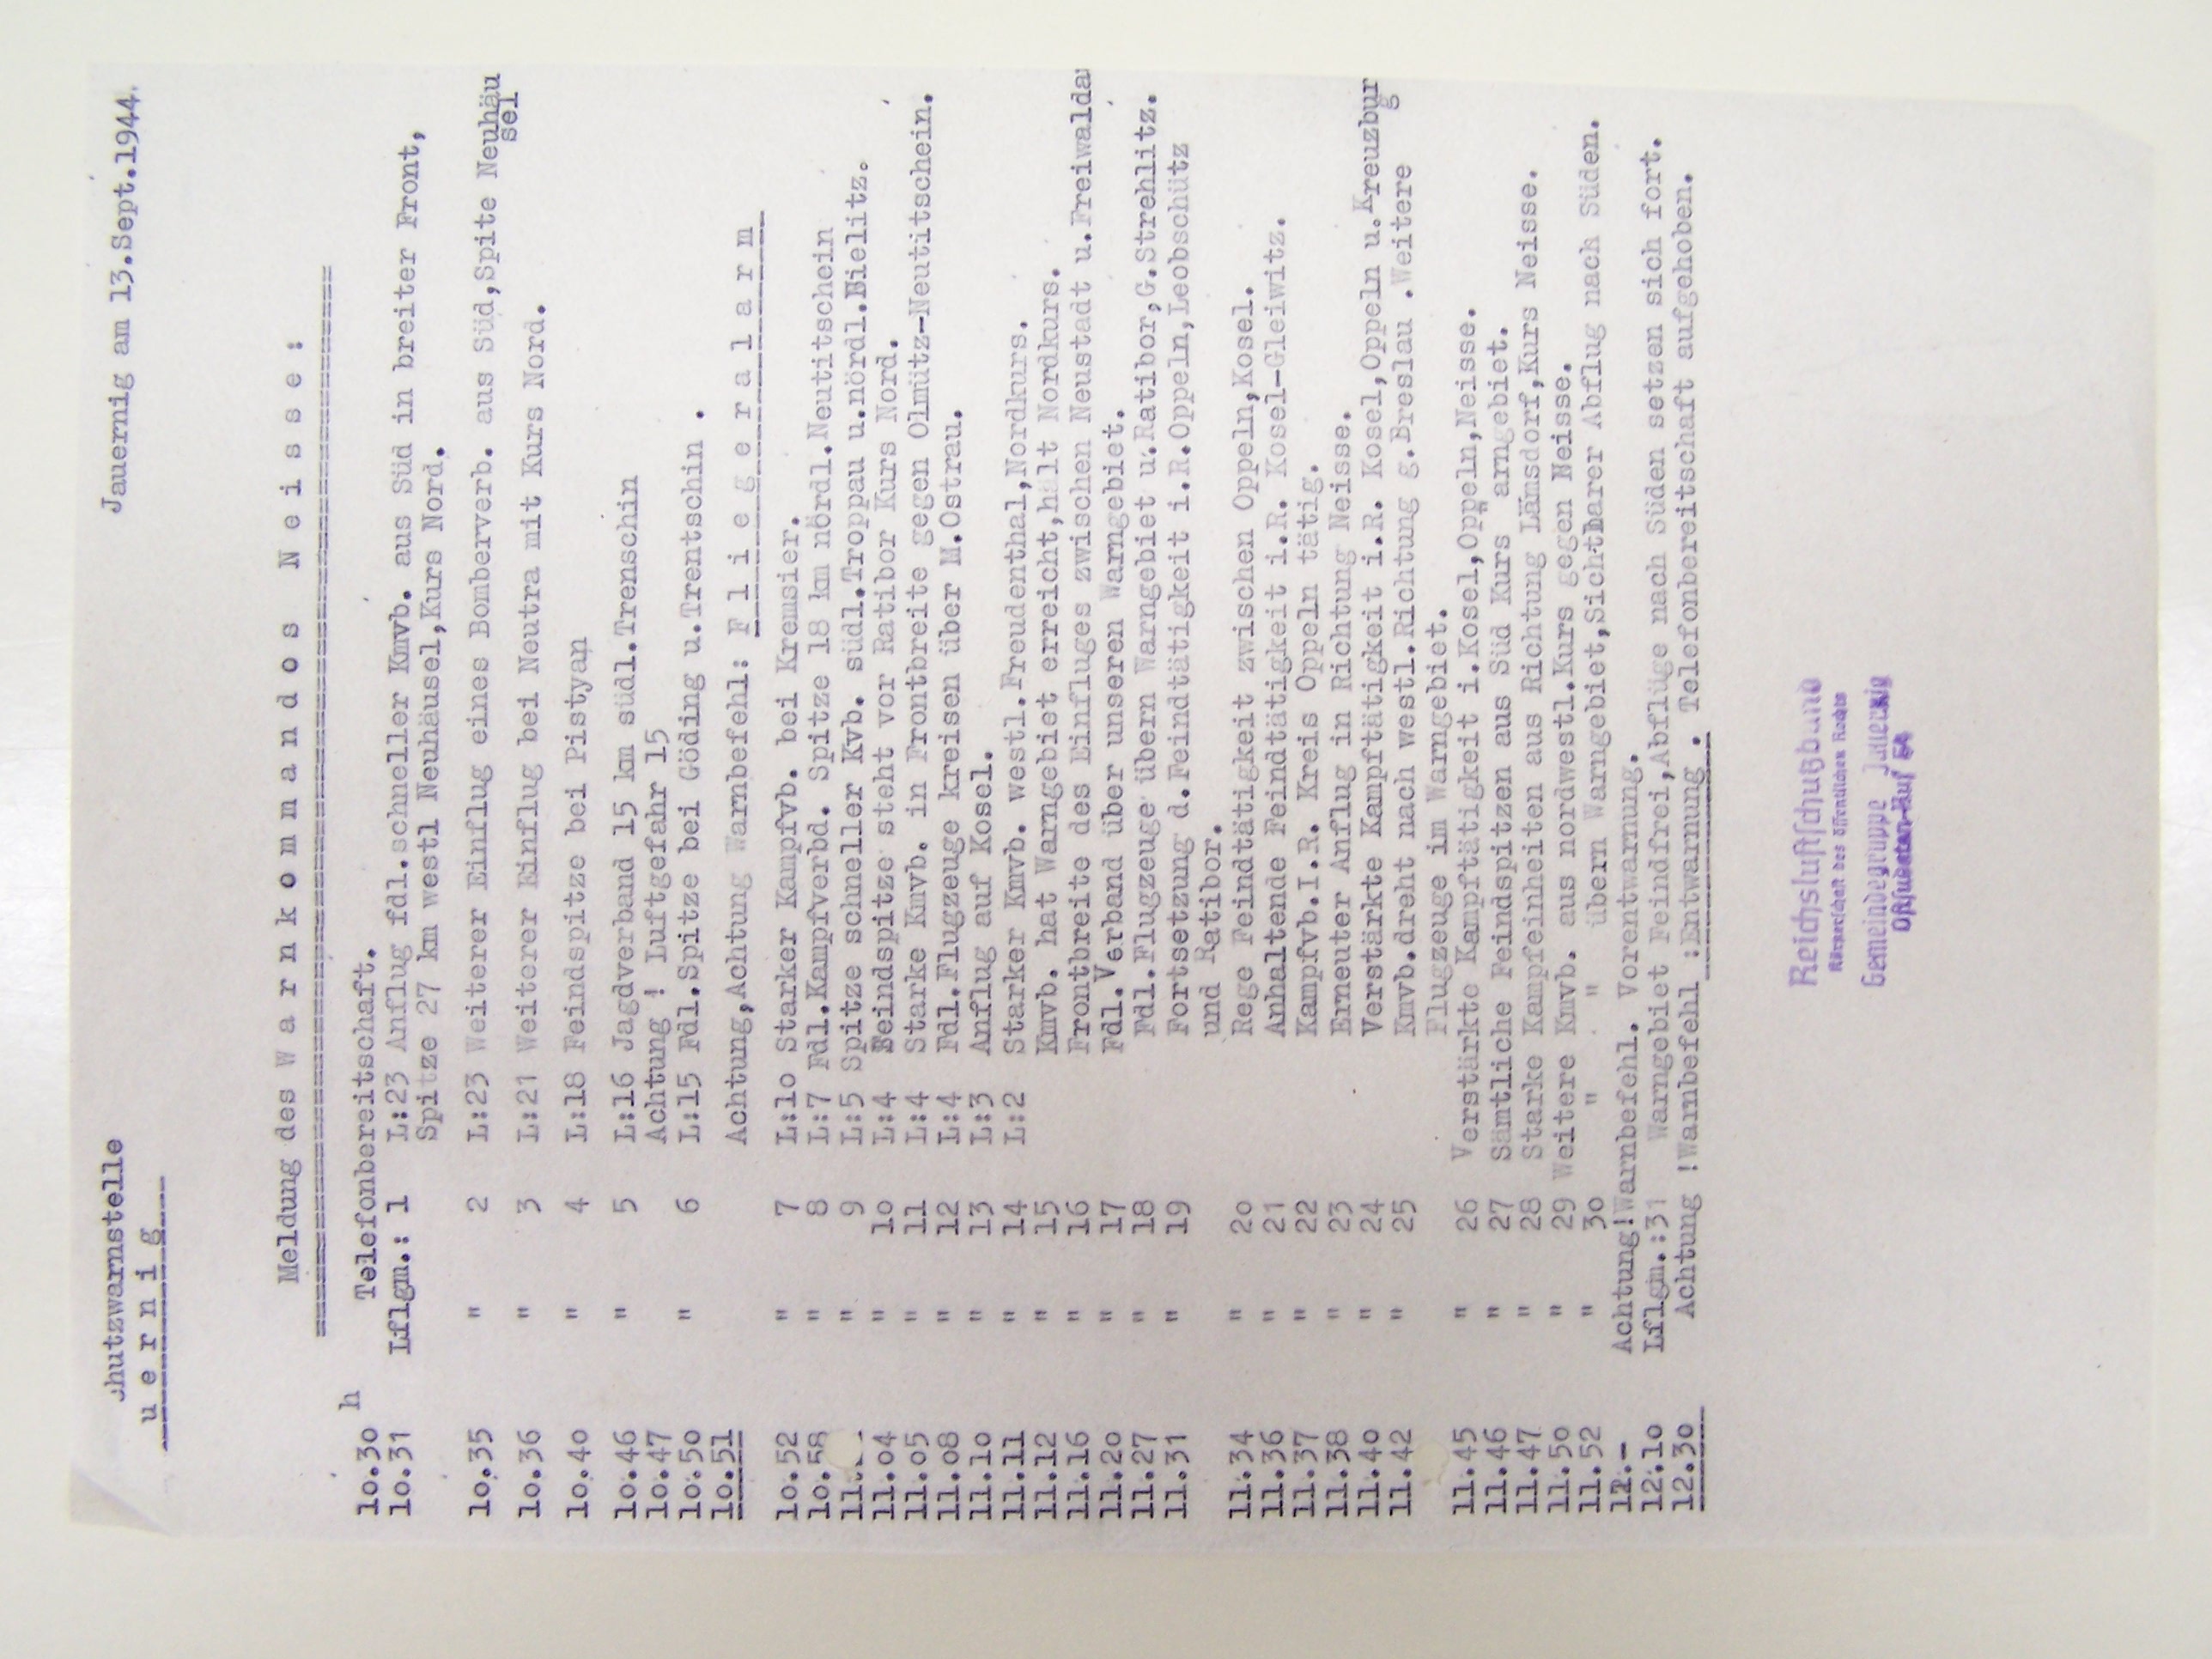 hutzwarnstelle Jauernig am 13.Sept.1944.
u e r n i g
Meldung des W a r n k o m m a n d o s N e i s s e :
10.30 h Telefonbereitschaft.
10.31 Lflgm.: 1 L:23 Anflug fdl.schneller Kmvb. aus Süd in breiter Front,
Spitze 27 km westl Neuhäusel,Kurs Nord.
10.35 " 2 L:23 Weiterer Einflug eines Bomberverb. aus Süd,Spite Neuhäu
sel
10.36 " 3 L:21 Weiterer Einflug bei Neutra mit Kurs Nord.
10.40 " 4 L:18 Feindspitze bei Pistyan
10.46 " 5 L:16 Jagdverband 15 km südl.Trenschin
10.47 Achtung ! Luftgefahr 15
10.50 " 6 L:15 Fdl.Spitze bei Göding u.Trentschin .
10.51 Achtung,Achtung Warnbefehl: F l i e g e r a l a r m
10.52 " 7 L:10 Starker Kampfvb. bei Kremsier.
10.58 " 8 L:7 Fdl.Kampfverbd. Spitze 18 km nördl.Neutitschein
" 9 L:5 Spitze schneller Kvb. südl.Troppau u.nördl.Bielitz.
11.04 " 10 L:4 Feindspitze steht vor Ratibor Kurs Nord.
11.05 " 11 L:4 Starke Kmvb. in Frontbreite gegen Olmütz-Neutitschein.
11.08 " 12 L:4 Fdl.Flugzeuge kreisen über M.Ostrau.
11.10 " 13 L:3 Anflug auf Kosel.
11.11 " 14 L:2 Starker Kmvb. westl.Freudenthal,Nordkurs.
11.12 " 15 Kmvb. hat Warngebiet erreicht,hält Nordkurs.
11.16 " 16 Frontbreite des Einfluges zwischen Neustadt u.Freiwalda
11.20 " 17 Fdl.Verband über unseren Warngebiet.
11.27 " 18 Fdl.Flugzeuge übern Warngebiet u.Ratibor,G.Strehlitz.
11.31 " 19 Fortsetzung d.Feindtätigkeit i.R.Oppeln,Leobschütz
und Ratibor.
11.34 " 20 Rege Feindtätigkeit zwischen Oppeln,Kosel.
11.36 " 21 Anhaltende Feindtätigkeit i.R. Kosel-Gleiwitz.
11.37 " 22 Kampfvb.I.R. Kreis Oppeln tätig.
11.38 " 23 Erneuter Anflug in Richtung Neisse.
11.40 " 24 Verstärkte Kampftätigkeit i.R. Kosel,Oppeln u.Kreuzbur
g
11.42 " 25 Kmvb.dreht nach westl.Richtung g.Breslau .Weitere
Flugzeuge im Warngebiet.
11.45 " 26 Verstärkte Kampftätigkeit i.Kosel,Oppeln,Neisse.
11.46 " 27 Sämtliche Feindspitzen aus Süd Kurs arngebiet.
11.47 " 28 Starke Kampfeinheiten aus Richtung Lämsdorf,Kurs Neisse.
11.50 " 29 Weitere Kmvb. aus nordwestl.Kurs gegen Neisse.
11.52 " 30 " " übern Warngebiet,Sichtbarer Abflug nach Süden.
12.- Achtung!Warnbefehl. Vorentwarnung.
12.10 Lflgm.:31 Warngebiet Feindfrei,Abflüge nach Süden setzen sich fort.
12.30 Achtung !Warnbefehl :Entwarnung. Telefonbereitschaft aufgehoben.
Reichsluftschutzbund
Körperschaft des öffentlichen Rechts
Gemeindegruppe Jauernig